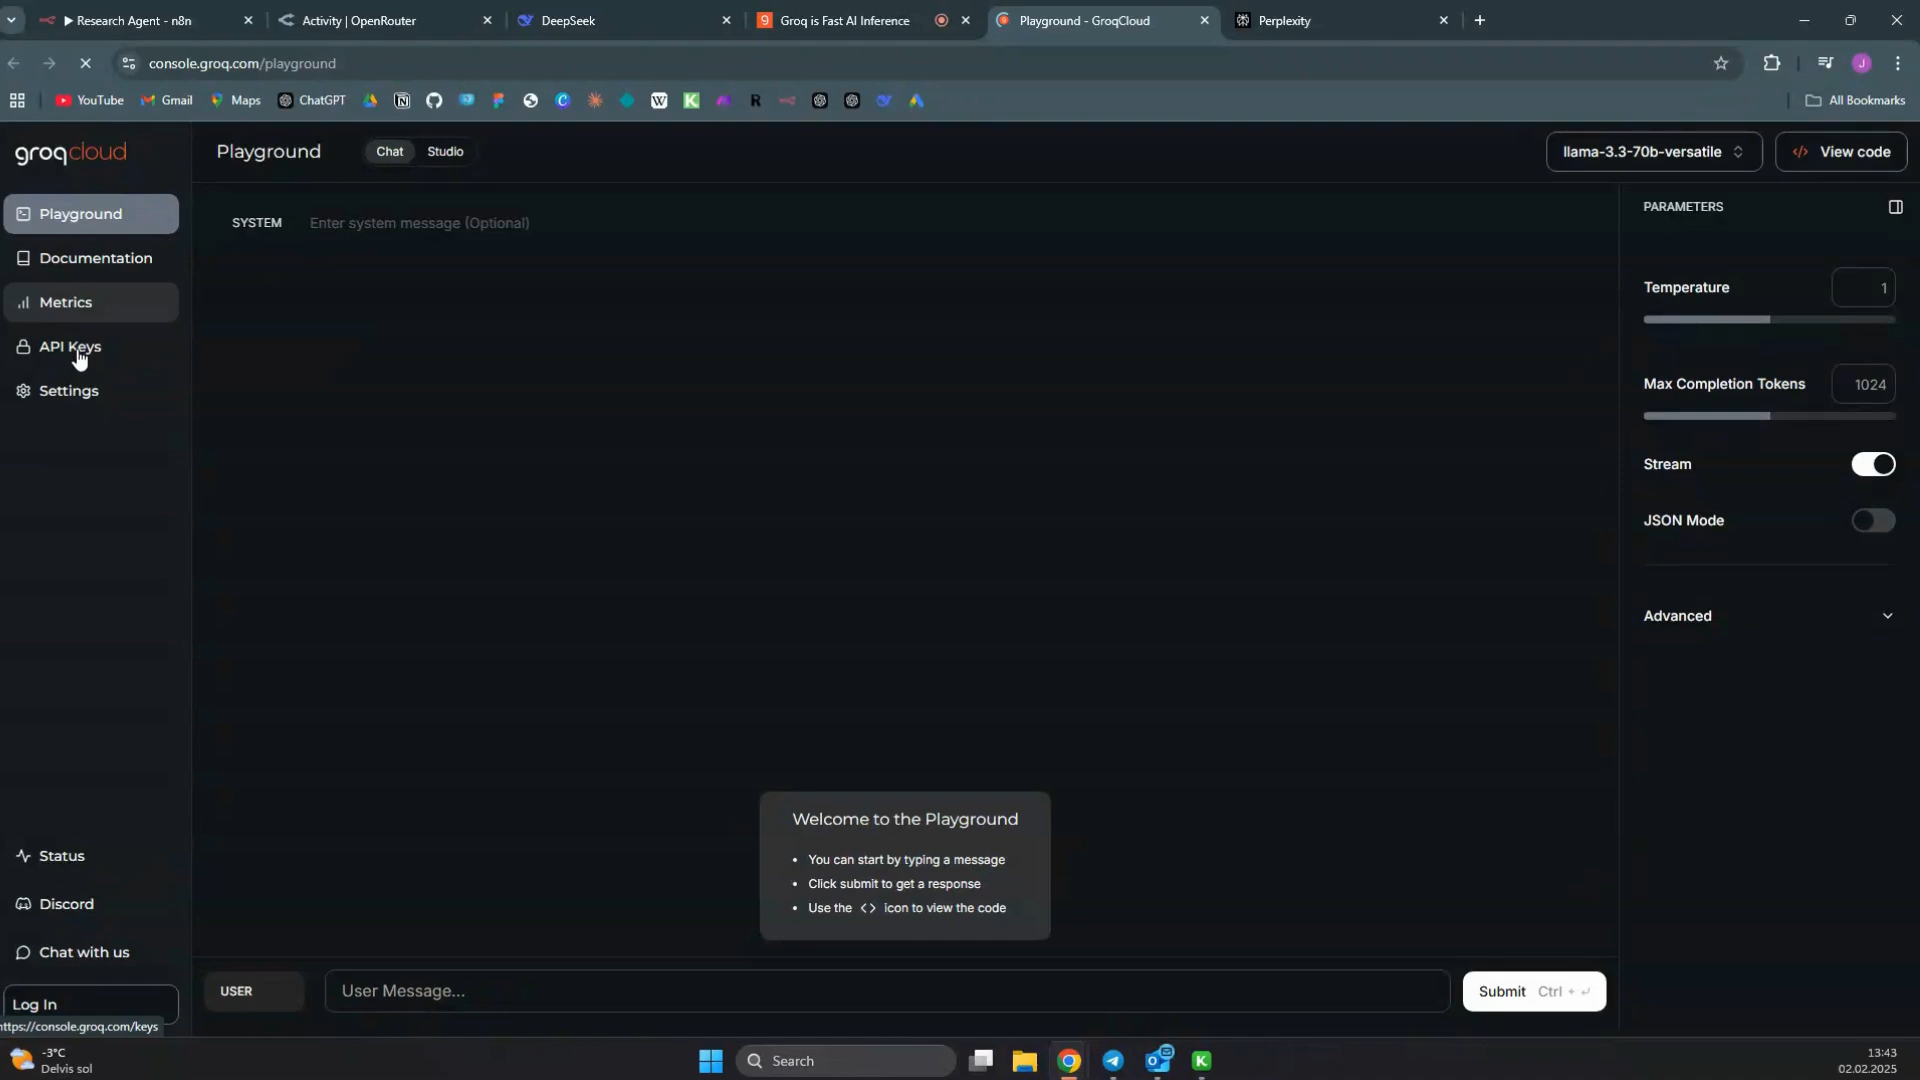 Research Agent - n8n
Activity | OpenRouter
DeepSeek
Groq is Fast AI Inference
Playground - GroqCloud
Perplexity
console.groq.com/playground
J
YouTube
Gmail
Maps
ChatGPT
All Bookmarks
groqcloud
Playground
Chat
Studio
llama-3.3-70b-versatile
</> View code
Playground
Documentation
Metrics
API Keys
Settings
SYSTEM
Enter system message (Optional)
PARAMETERS
Temperature
1
Max Completion Tokens
1024
Stream
JSON Mode
Advanced
Welcome to the Playground
• You can start by typing a message
• Click submit to get a response
• Use the <> icon to view the code
Status
Discord
Chat with us
Log In
https://console.groq.com/keys
USER
User Message...
Submit Ctrl + ↵
-3°C
Delvis sol
Search
13:43
02.02.2025